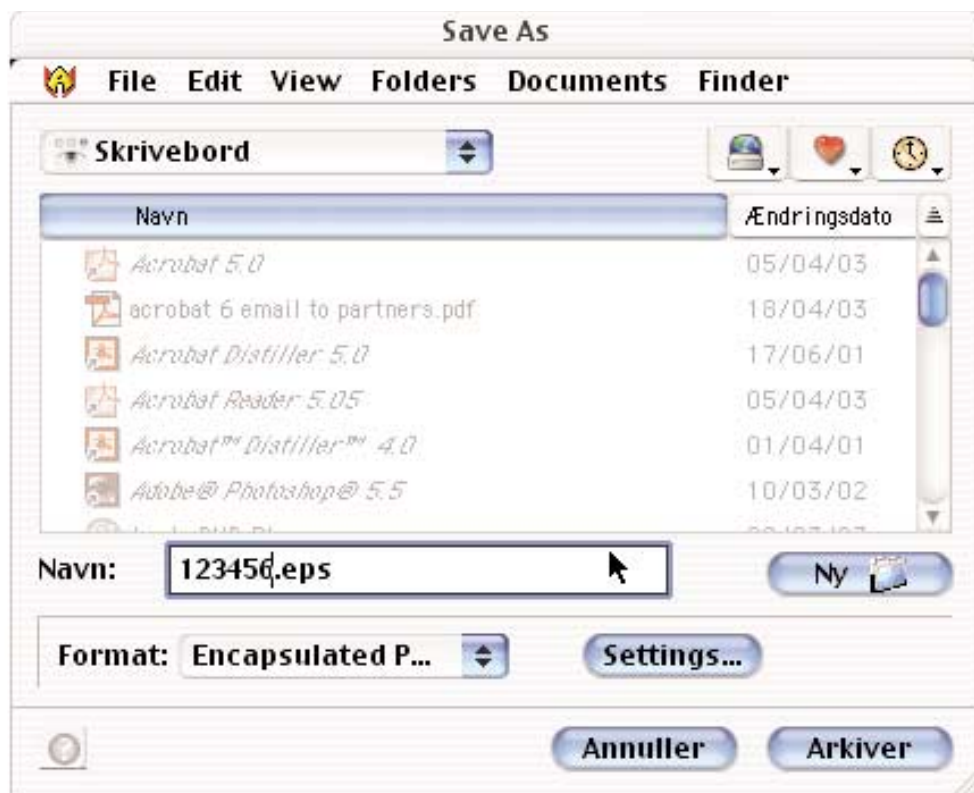 Save As
File Edit View Folders Documents Finder
Skrivebord
Navn Ændringsdato
Acrobat 5.0 05/04/03
acrobat 6 email to partners.pdf 18/04/03
Acrobat Distiller 5.0 17/06/01
Acrobat Reader 5.05 05/04/03
Acrobat™ Distiller™ 4.0 01/04/01
Adobe® Photoshop® 5.5 10/03/02
Navn: 123456.eps Ny
Format: Encapsulated P... Settings...
Annuller Arkiver